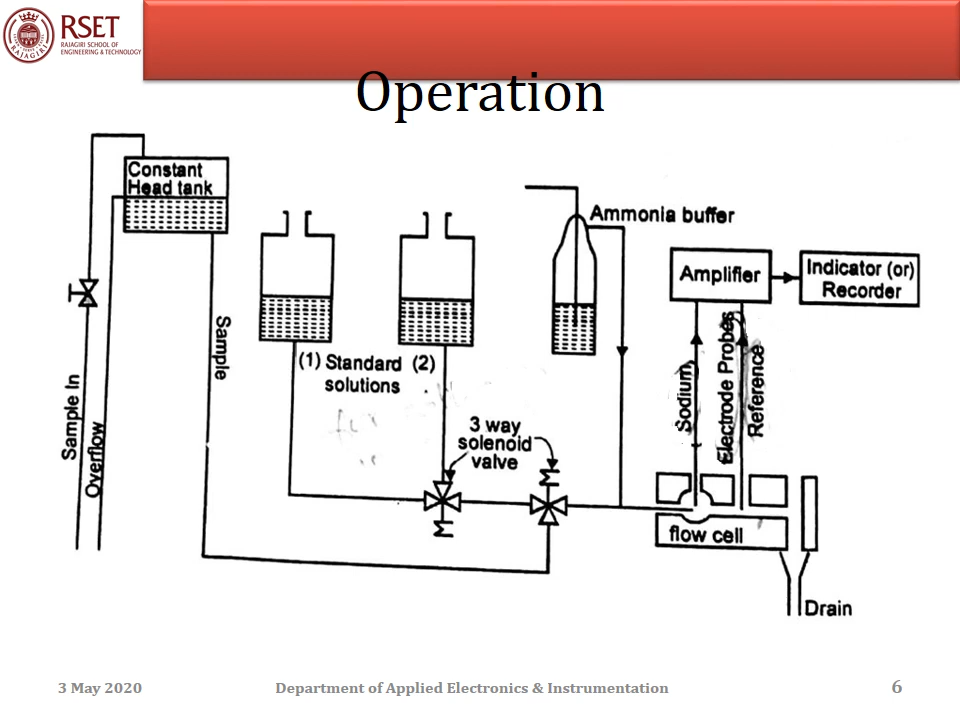 RSET
RAJAGIRI SCHOOL OF
ENGINEERING & TECHNOLOGY
RAJAGIRI
Operation
Constant
Head tank
Ammonia buffer
Amplifier
Indicator (or)
Recorder
Sample In
Overflow
Sample
(1) Standard (2)
solutions
3 way
solenoid
valve
Sodium
Electrode Probes
Reference
flow cell
Drain
3 May 2020
Department of Applied Electronics & Instrumentation
6